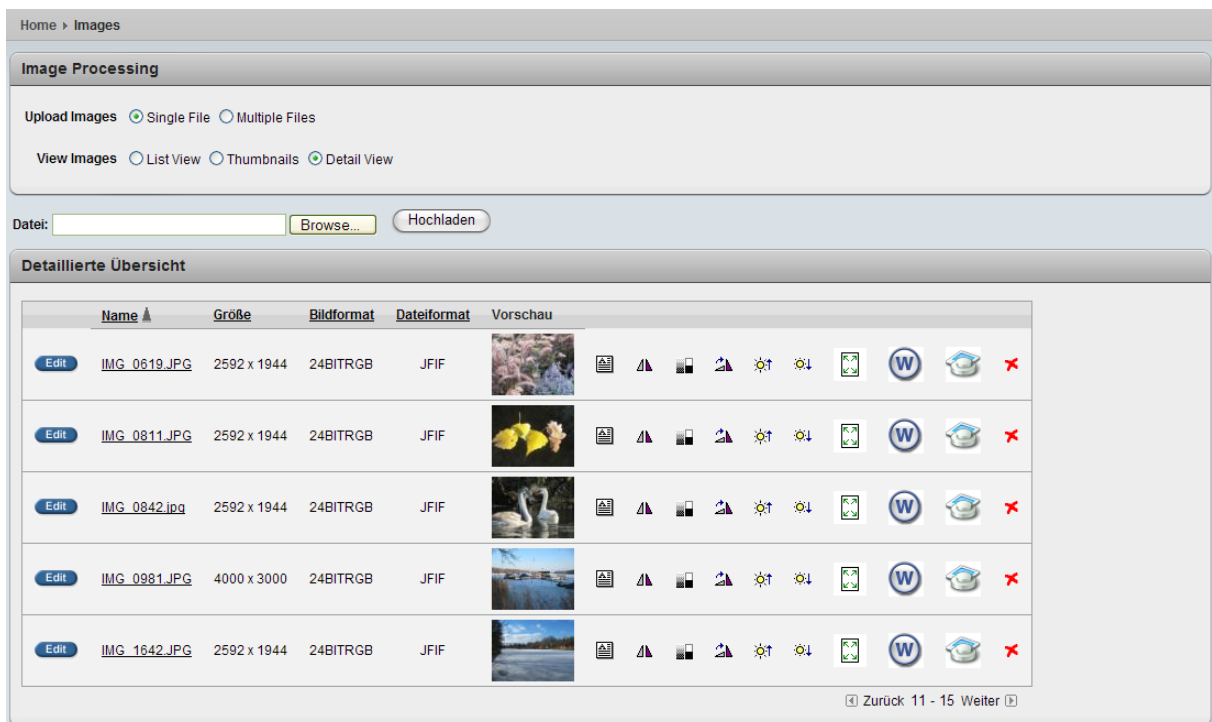 Home ▸ Images
Image Processing
Upload Images Single File Multiple Files
View Images List View Thumbnails Detail View
Datei: Browse... Hochladen
Detaillierte Übersicht
Name Größe Bildformat Dateiformat Vorschau
Edit IMG_0619.JPG 2592 x 1944 24BITRGB JFIF W
Edit IMG_0811.JPG 2592 x 1944 24BITRGB JFIF W
Edit IMG_0842.jpg 2592 x 1944 24BITRGB JFIF W
Edit IMG_0981.JPG 4000 x 3000 24BITRGB JFIF W
Edit IMG_1642.JPG 2592 x 1944 24BITRGB JFIF W
Zurück 11 - 15 Weiter